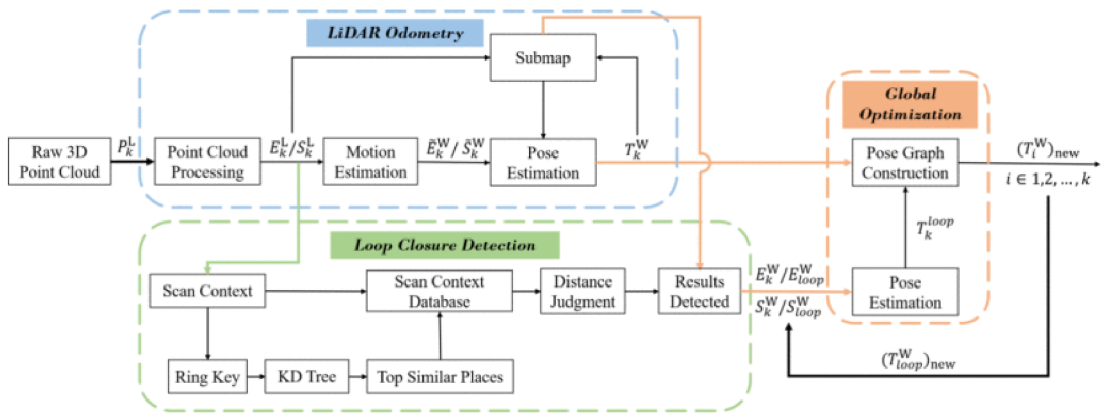 LiDAR Odometry
Submap
Global
Optimization
Raw 3D
Point Cloud
P_k^L
Point Cloud
Processing
E_k^L/S_k^L
Motion
Estimation
Ẽ_k^W/ S̃_k^W
Pose
Estimation
T_k^W
Pose Graph
Construction
(T_i^W)_new
i ∈ 1,2, …, k
T_k^loop
Loop Closure Detection
Scan Context
Scan Context
Database
Distance
Judgment
Results
Detected
E_k^W/E_loop^W
S_k^W/S_loop^W
Pose
Estimation
(T_loop^W)_new
Ring Key
KD Tree
Top Similar Places